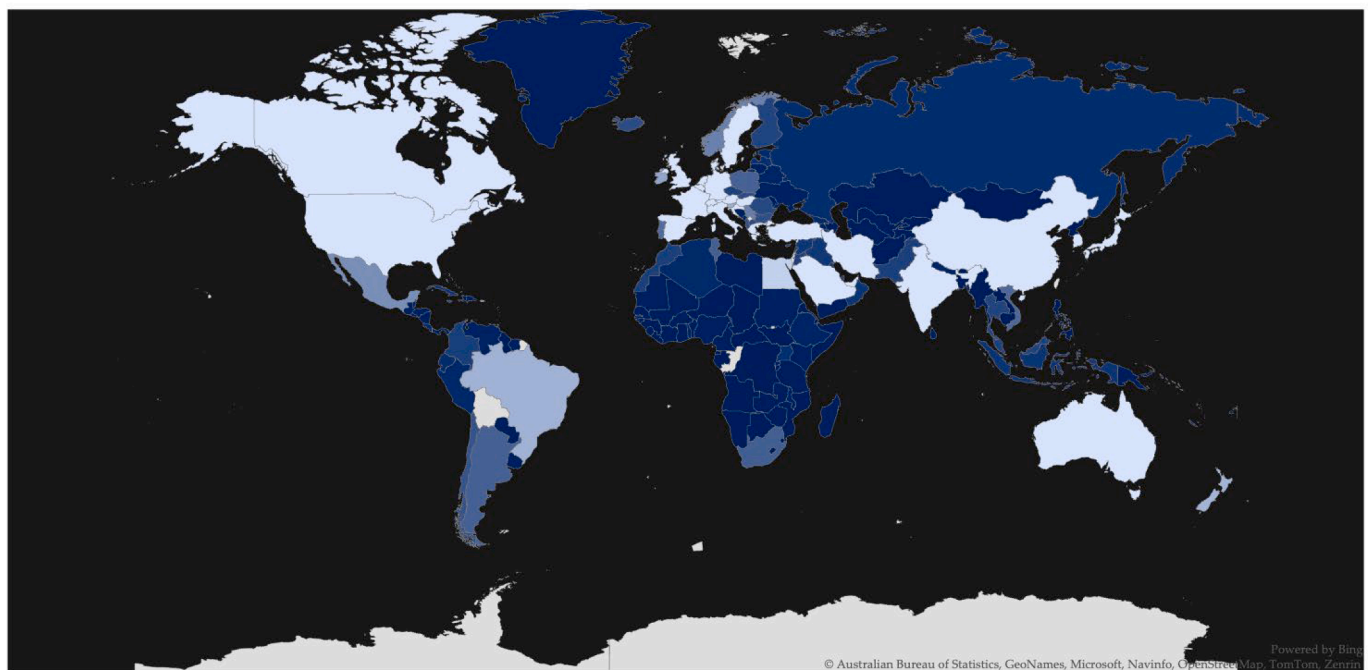 Powered by Bing
© Australian Bureau of Statistics, GeoNames, Microsoft, Navinfo, OpenStreetMap, TomTom, Zenrin